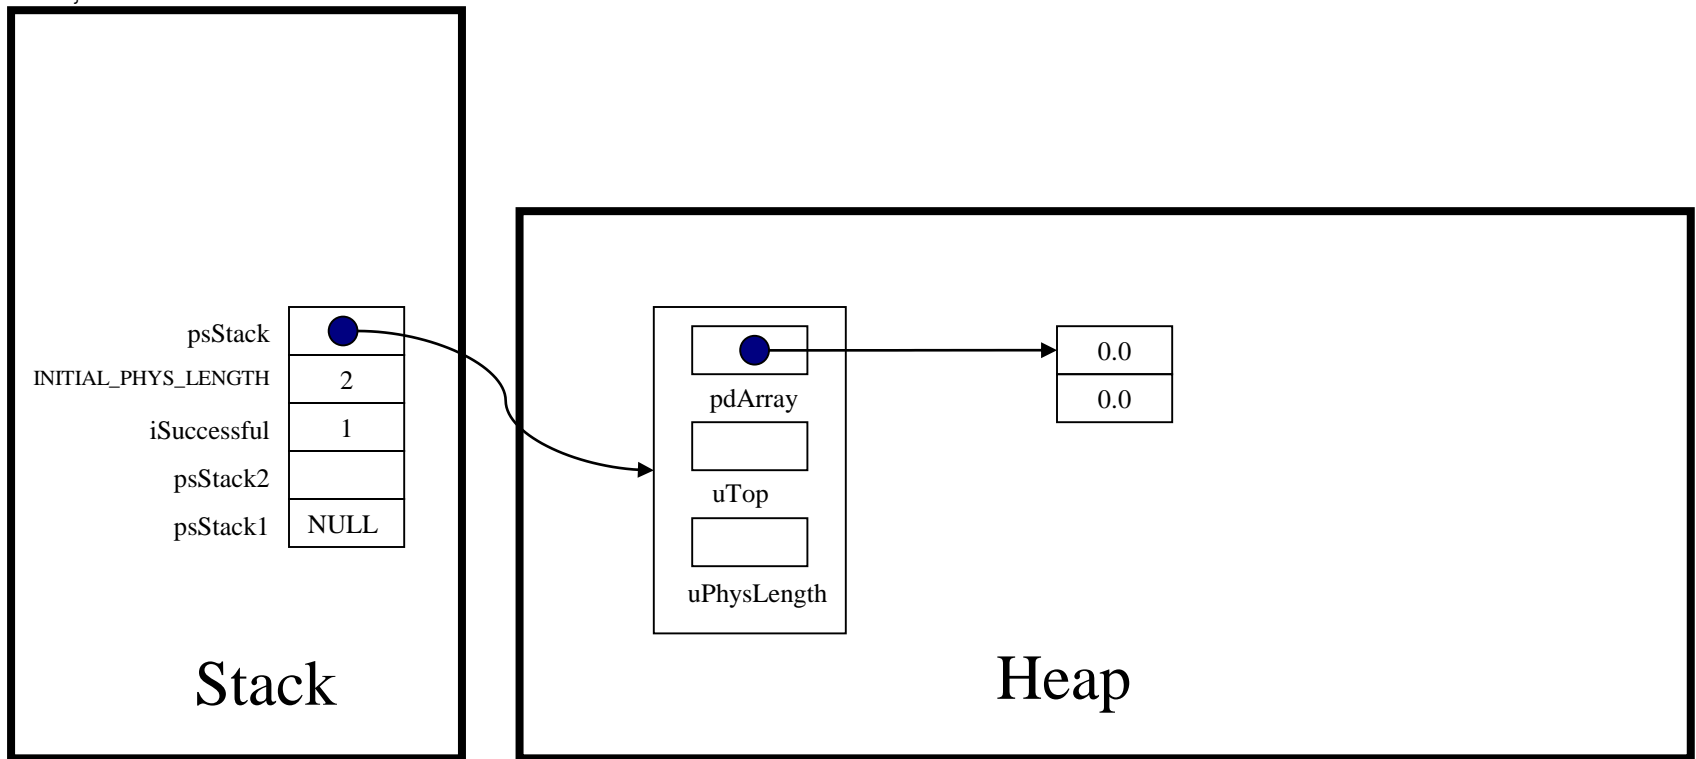 psStack
INITIAL_PHYS_LENGTH 2
iSuccessful 1
psStack2
psStack1 NULL
Stack
pdArray
uTop
uPhysLength
0.0
0.0
Heap